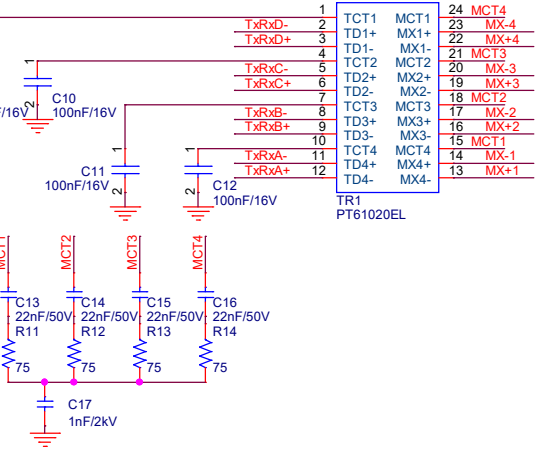 1 TCT1 MCT1 24 MCT4
TxRxD- 2 TD1+ MX1+ 23 MX-4
TxRxD+ 3 TD1- MX1- 22 MX+4
4 TCT2 MCT2 21 MCT3
TxRxC- 5 TD2+ MX2+ 20 MX-3
TxRxC+ 6 TD2- MX2- 19 MX+3
7 TCT3 MCT3 18 MCT2
TxRxB- 8 TD3+ MX3+ 17 MX-2
TxRxB+ 9 TD3- MX3- 16 MX+2
10 TCT4 MCT4 15 MCT1
TxRxA- 11 TD4+ MX4+ 14 MX-1
TxRxA+ 12 TD4- MX4- 13 MX+1
TR1
PT61020EL
1
2
C10
/16V
100nF/16V
1
2
C11
100nF/16V
1
2
C12
100nF/16V
MCT1 MCT2 MCT3 MCT4
C13 C14 C15 C16
22nF/50V 22nF/50V 22nF/50V 22nF/50V
R11 R12 R13 R14
75 75 75 75
C17
1nF/2kV